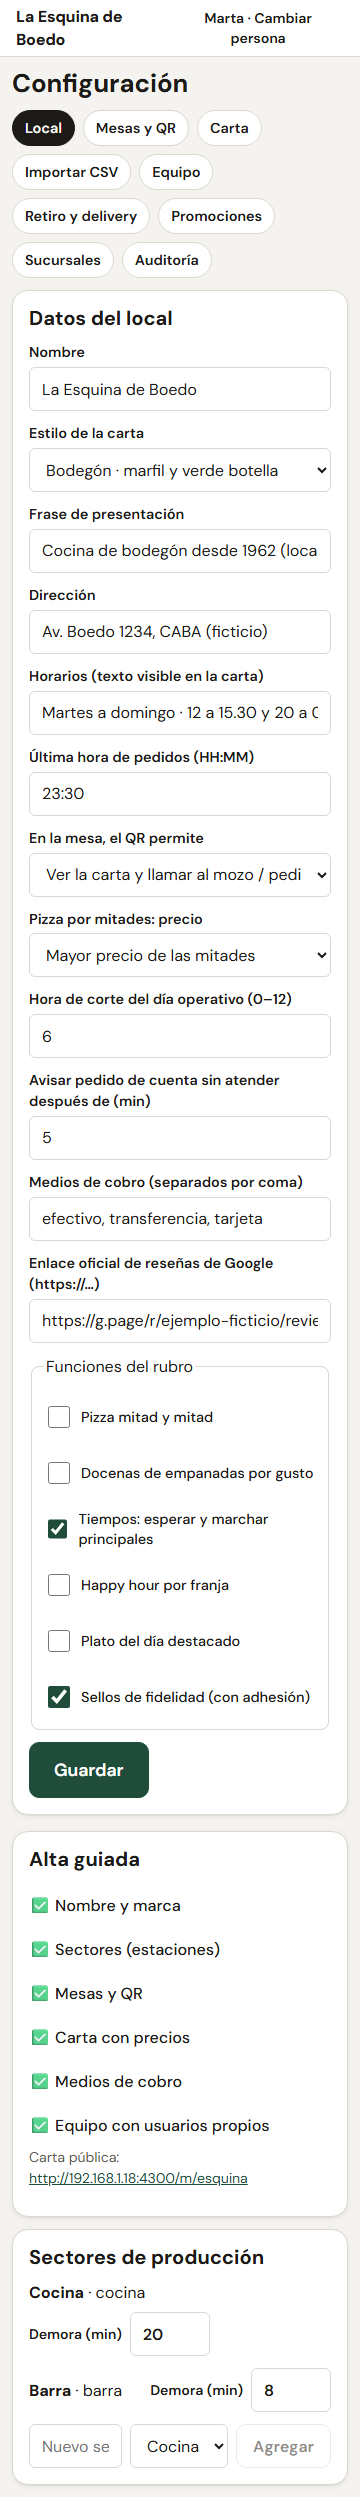 La Esquina de
Boedo
Marta · Cambiar
persona
Configuración
Local
Mesas y QR
Carta
Importar CSV
Equipo
Retiro y delivery
Promociones
Sucursales
Auditoría
Datos del local
Nombre
La Esquina de Boedo
Estilo de la carta
Bodegón · marfil y verde botella
Frase de presentación
Cocina de bodegón desde 1962 (loca
Dirección
Av. Boedo 1234, CABA (ficticio)
Horarios (texto visible en la carta)
Martes a domingo · 12 a 15.30 y 20 a
Última hora de pedidos (HH:MM)
23:30
En la mesa, el QR permite
Ver la carta y llamar al mozo / pedi
Pizza por mitades: precio
Mayor precio de las mitades
Hora de corte del día operativo (0–12)
6
Avisar pedido de cuenta sin atender
después de (min)
5
Medios de cobro (separados por coma)
efectivo, transferencia, tarjeta
Enlace oficial de reseñas de Google
(https://…)
https://g.page/r/ejemplo-ficticio/revie
Funciones del rubro
Pizza mitad y mitad
Docenas de empanadas por gusto
Tiempos: esperar y marchar
principales
Happy hour por franja
Plato del día destacado
Sellos de fidelidad (con adhesión)
Guardar
Alta guiada
✅ Nombre y marca
✅ Sectores (estaciones)
✅ Mesas y QR
✅ Carta con precios
✅ Medios de cobro
✅ Equipo con usuarios propios
Carta pública:
http://192.168.1.18:4300/m/esquina
Sectores de producción
Cocina · cocina
Demora (min) 20
Barra · barra Demora (min) 8
Nuevo se Cocina Agregar